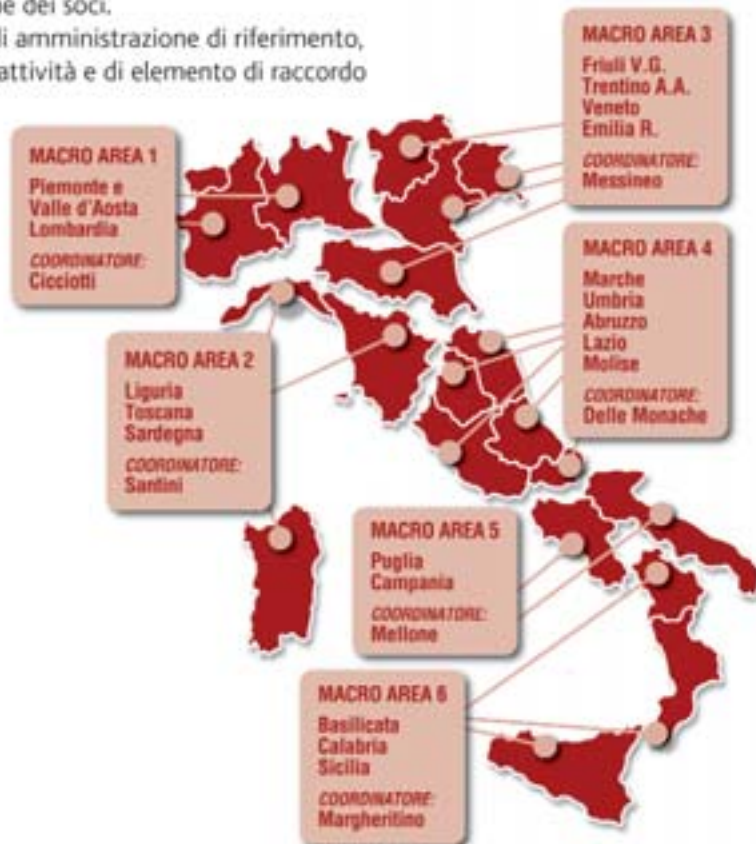 ne dei soci.
di amministrazione di riferimento,
attività e di elemento di raccordo
MACRO AREA 1
Piemonte e
Valle d'Aosta
Lombardia
COORDINATORE:
Cicciotti
MACRO AREA 2
Liguria
Toscana
Sardegna
COORDINATORE:
Santini
MACRO AREA 3
Friuli V.G.
Trentino A.A.
Veneto
Emilia R.
COORDINATORE:
Messineo
MACRO AREA 4
Marche
Umbria
Abruzzo
Lazio
Molise
COORDINATORE:
Delle Monache
MACRO AREA 5
Puglia
Campania
COORDINATORE:
Mellone
MACRO AREA 6
Basilicata
Calabria
Sicilia
COORDINATORE:
Margheritino